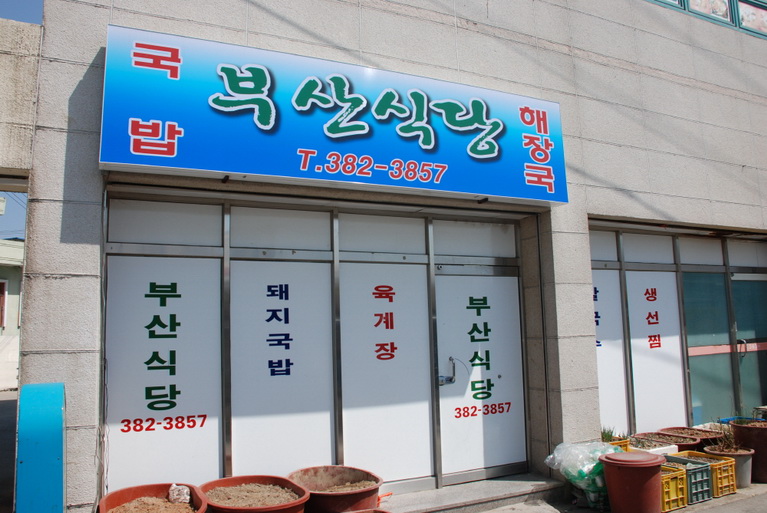 국밥
부산식당
해장국
T.382-3857
부산식당
382-3857
돼지국밥
육계장
부산식당
382-3857
생선찜